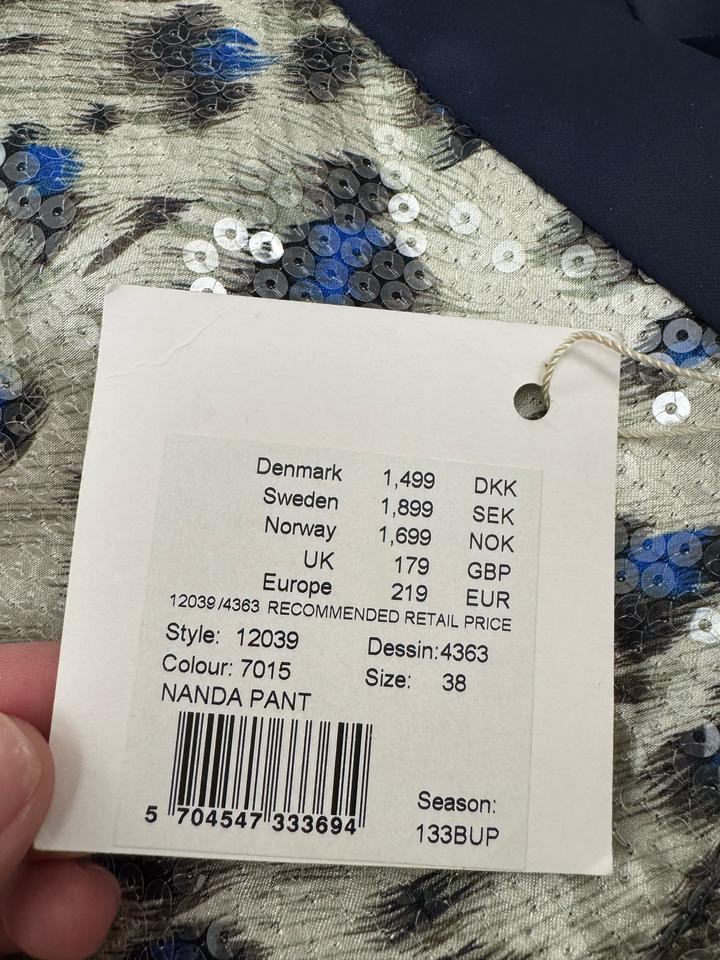 Denmark 1,499 DKK
Sweden 1,899 SEK
Norway 1,699 NOK
UK 179 GBP
Europe 219 EUR
12039/4363 RECOMMENDED RETAIL PRICE
Style: 12039 Dessin:4363
Colour: 7015 Size: 38
NANDA PANT
5 704547 333694
Season:
133BUP